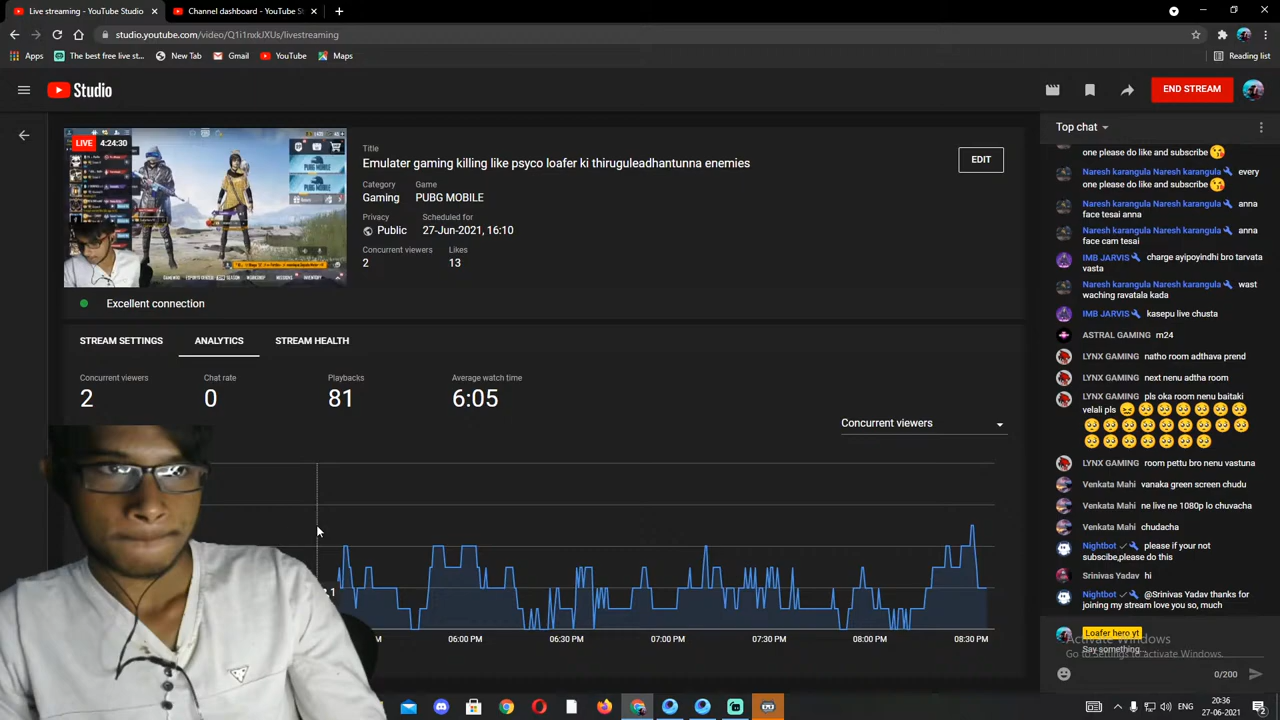 Live streaming - YouTube Studio
Channel dashboard - YouTube St
studio.youtube.com/video/Q1i1nxkJXUs/livestreaming
Apps
The best free live st...
New Tab
Gmail
YouTube
Maps
Reading list
Studio
END STREAM
LIVE 4:24:30
PUBG MOBILE
Title
Emulater gaming killing like psyco loafer ki thiruguleadhantunna enemies
EDIT
Category
Gaming
Game
PUBG MOBILE
Privacy
Public
Scheduled for
27-Jun-2021, 16:10
Concurrent viewers
2
Likes
13
Excellent connection
STREAM SETTINGS
ANALYTICS
STREAM HEALTH
Concurrent viewers
2
Chat rate
0
Playbacks
81
Average watch time
6:05
Concurrent viewers
06:00 PM
06:30 PM
07:00 PM
07:30 PM
08:00 PM
08:30 PM
Top chat
one please do like and subscribe 😘
Naresh karangula Naresh karangula every
one please do like and subscribe 😘
Naresh karangula Naresh karangula anna
face tesai anna
Naresh karangula Naresh karangula anna
face cam tesai
IMB JARVIS charge ayipoyindhi bro tarvata
vasta
Naresh karangula Naresh karangula wast
waching ravatala kada
IMB JARVIS kasepu live chusta
ASTRAL GAMING m24
LYNX GAMING natho room adthava prend
LYNX GAMING next nenu adtha room
LYNX GAMING pls oka room nenu baitaki
velali pls 😖🥺🥺🥺🥺🥺
🥺🥺🥺🥺🥺🥺🥺🥺
🥺🥺🥺🥺🥺🥺
LYNX GAMING room pettu bro nenu vastuna
Venkata Mahi vanaka green screen chudu
Venkata Mahi ne live ne 1080p lo chuvacha
Venkata Mahi chudacha
Nightbot please if your not
subscibe,please do this
Srinivas Yadav hi
Nightbot @Srinivas Yadav thanks for
joining my stream love you so, much
Loafer hero yt
Say something...
Activate Windows
Go to Settings to activate Windows.
0/200
ENG
20:36
27-06-2021
2